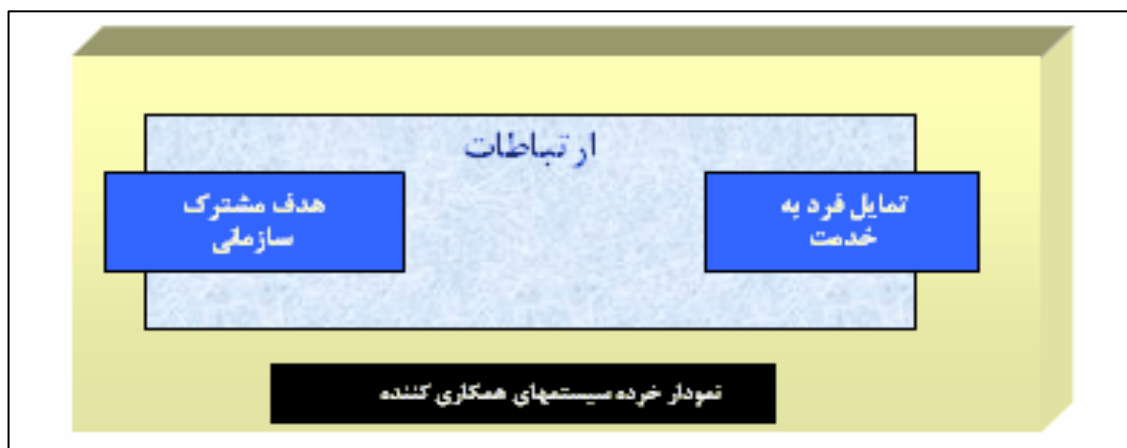 ارتباطات
تمایل فرد به
خدمت
هدف مشترک
سازمانی
نمودار خرده سیستمهای همکاری کننده